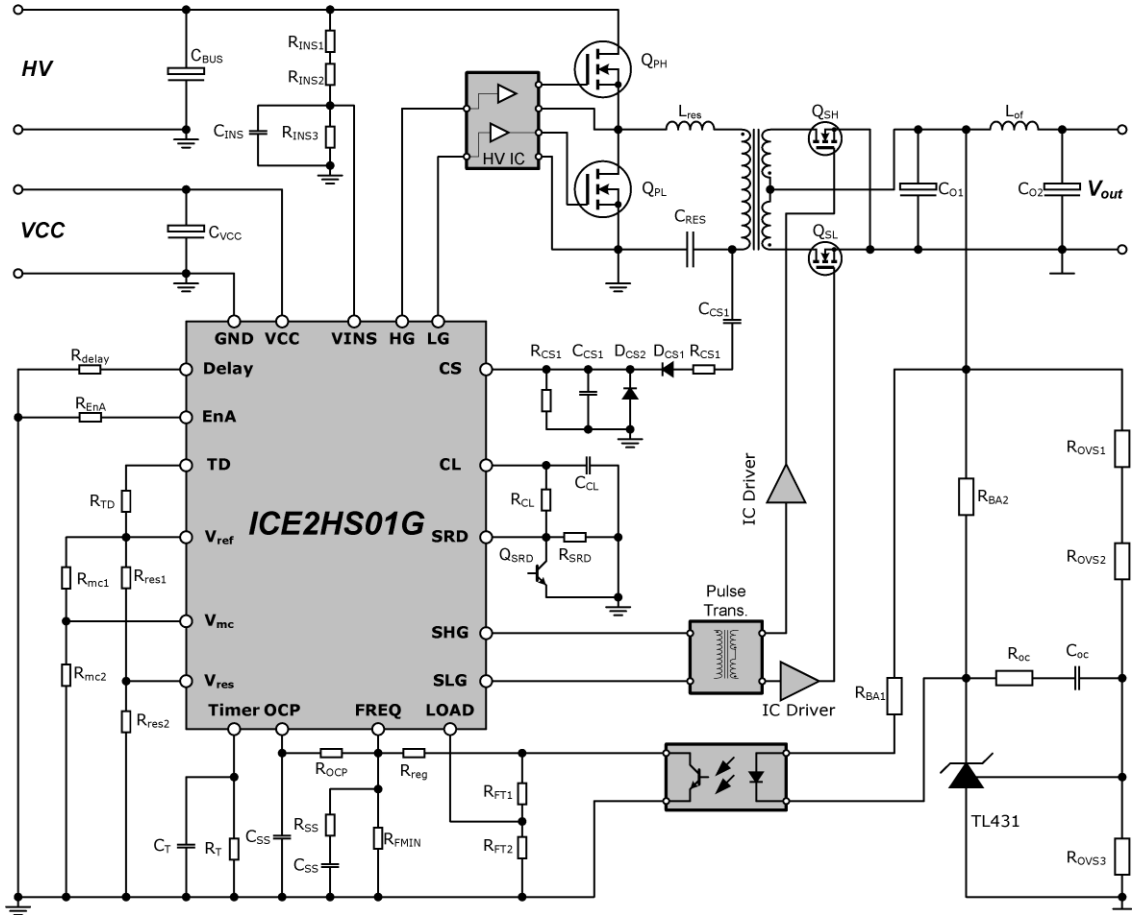 HV
CBUS
RINS1
RINS2
CINS
RINS3
HV IC
QPH
QPL
Lres
CRES
QSH
QSL
Lof
CO1
CO2
Vout
VCC
CVCC
CCS1
GND VCC VINS HG LG
Rdelay
Delay
CS
RCS1 CCS1 DCS2 DCS1 RCS1
REnA
EnA
TD
CL
CCL
RCL
RTD
ICE2HS01G
Vref
SRD
QSRD
RSRD
Rmc1
Rres1
Vmc
SHG
Rmc2
Vres
SLG
Rres2
Timer OCP FREQ LOAD
Pulse
Trans.
IC Driver
IC Driver
ROVS1
RBA2
ROVS2
Roc
Coc
RBA1
TL431
ROVS3
ROCP
Rreg
RFT1
RFT2
CT
RT
CSS
RSS
CSS
RFMIN